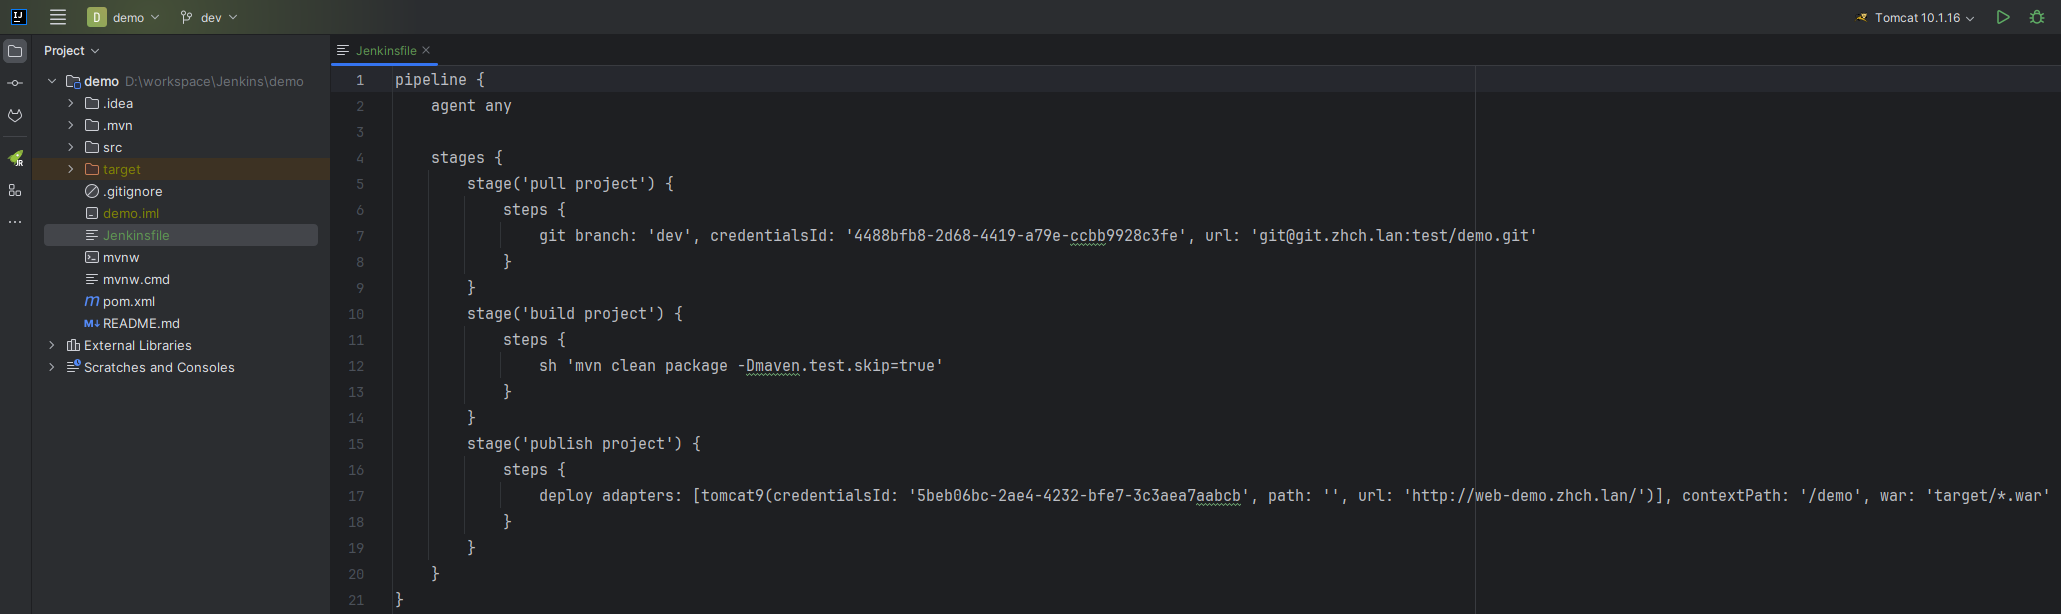 D demo dev Tomcat 10.1.16
Project
demo D:\workspace\Jenkins\demo
.idea
.mvn
src
target
.gitignore
demo.iml
Jenkinsfile
mvnw
mvnw.cmd
pom.xml
README.md
External Libraries
Scratches and Consoles
Jenkinsfile
1 pipeline {
2     agent any
3
4     stages {
5         stage('pull project') {
6             steps {
7                 git branch: 'dev', credentialsId: '4488bfb8-2d68-4419-a79e-ccbb9928c3fe', url: 'git@git.zhch.lan:test/demo.git'
8             }
9         }
10         stage('build project') {
11             steps {
12                 sh 'mvn clean package -Dmaven.test.skip=true'
13             }
14         }
15         stage('publish project') {
16             steps {
17                 deploy adapters: [tomcat9(credentialsId: '5beb06bc-2ae4-4232-bfe7-3c3aea7aabcb', path: '', url: 'http://web-demo.zhch.lan/')], contextPath: '/demo', war: 'target/*.war'
18             }
19         }
20     }
21 }